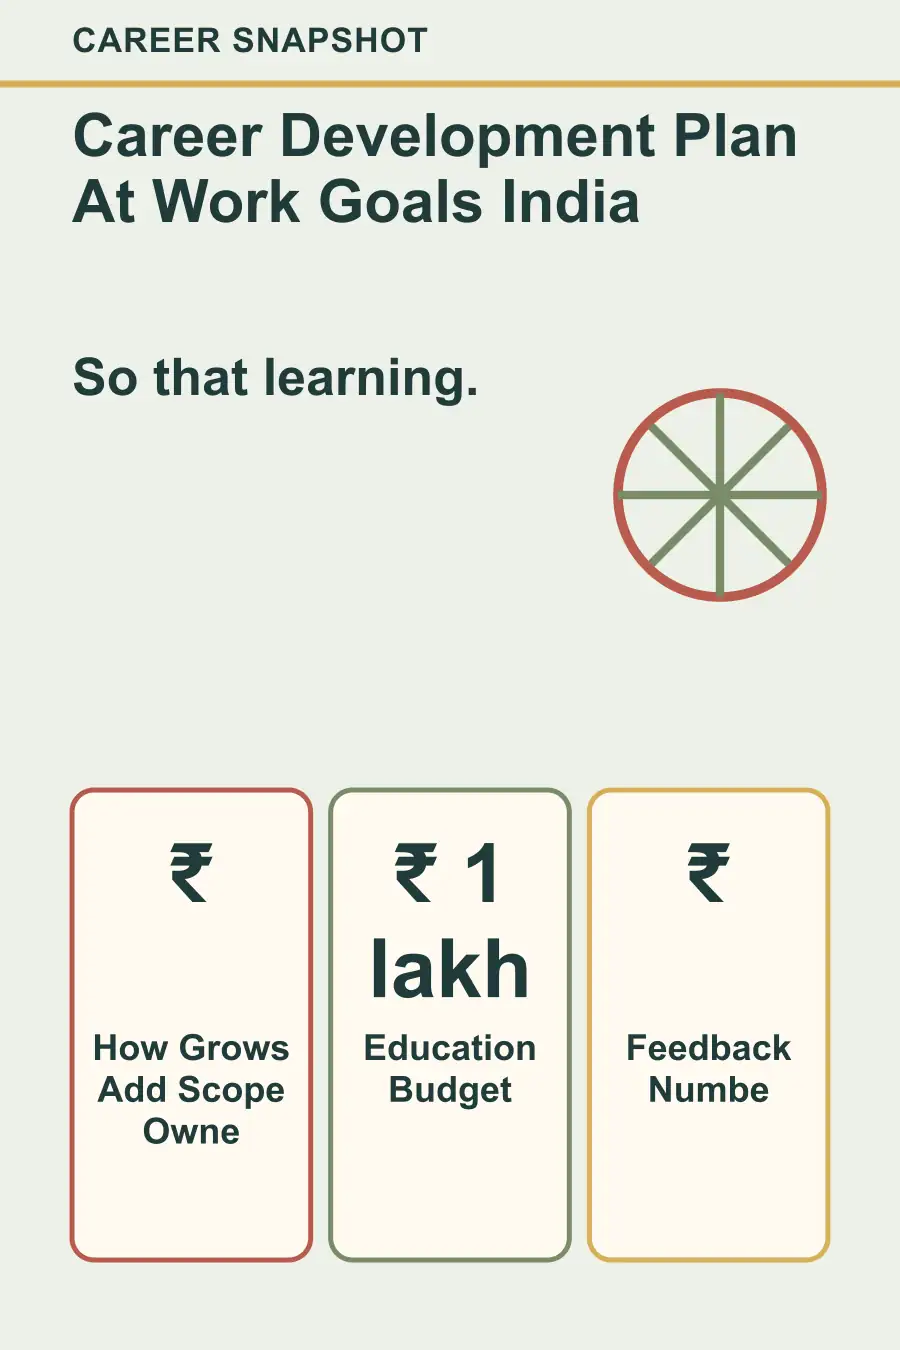 CAREER SNAPSHOT
Career Development Plan
At Work Goals India
So that learning.
₹
How Grows
Add Scope
Owne
₹ 1
lakh
Education
Budget
₹
Feedback
Numbe